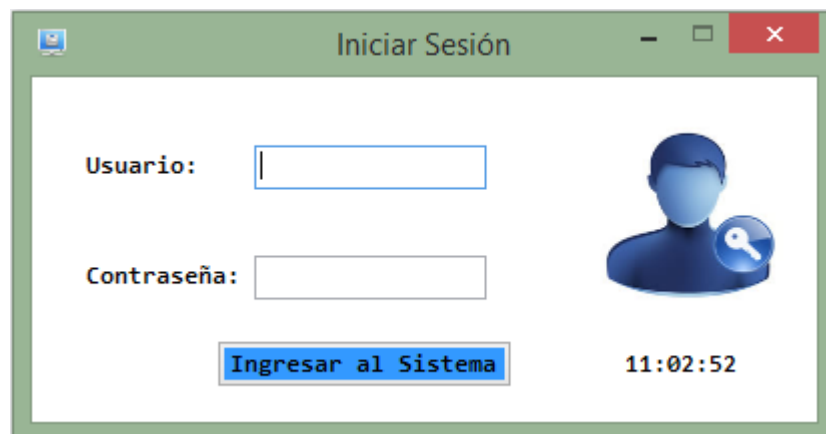 Iniciar Sesión
Usuario:
Contraseña:
Ingresar al Sistema
11:02:52